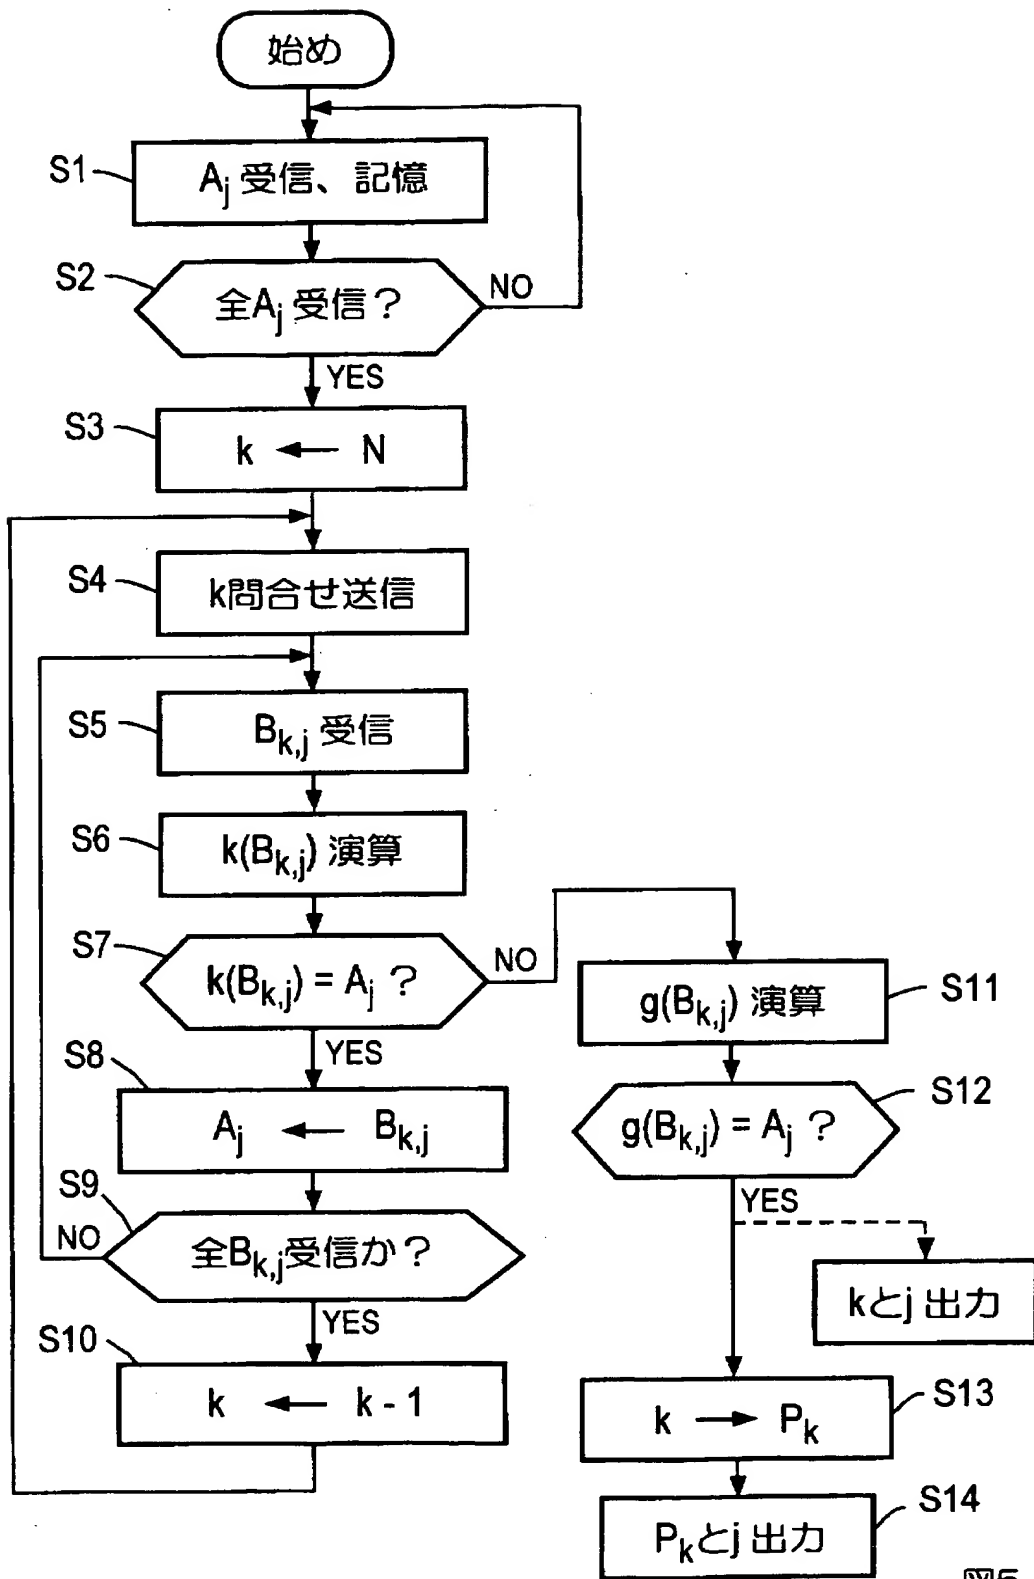 始め
S1
Aj 受信、記憶
S2
全Aj 受信？
NO
YES
S3
k ← N
S4
k問合せ送信
S5
Bk,j 受信
S6
k(Bk,j) 演算
S7
k(Bk,j) = Aj ？
NO
YES
S8
Aj ← Bk,j
S9
全Bk,j受信か？
NO
YES
S10
k ← k - 1
S11
g(Bk,j) 演算
S12
g(Bk,j) = Aj ？
YES
kとj 出力
S13
k → Pk
S14
Pkとj 出力